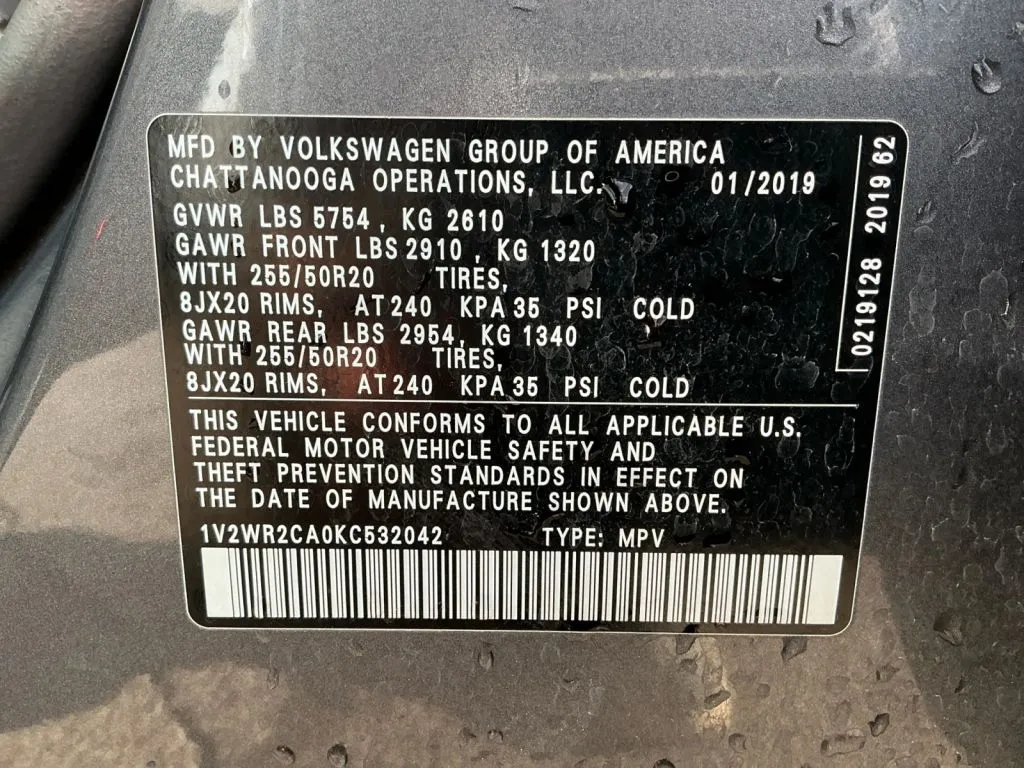 MFD BY VOLKSWAGEN GROUP OF AMERICA
CHATTANOOGA OPERATIONS, LLC. 01/2019
GVWR LBS 5754, KG 2610
GAWR FRONT LBS 2910, KG 1320
WITH 255/50R20 TIRES,
8JX20 RIMS, AT 240 KPA 35 PSI COLD
GAWR REAR LBS 2954, KG 1340
WITH 255/50R20 TIRES,
8JX20 RIMS, AT 240 KPA 35 PSI COLD
THIS VEHICLE CONFORMS TO ALL APPLICABLE U.S.
FEDERAL MOTOR VEHICLE SAFETY AND
THEFT PREVENTION STANDARDS IN EFFECT ON
THE DATE OF MANUFACTURE SHOWN ABOVE.
1V2WR2CA0KC532042 TYPE: MPV
0219128 2019 62